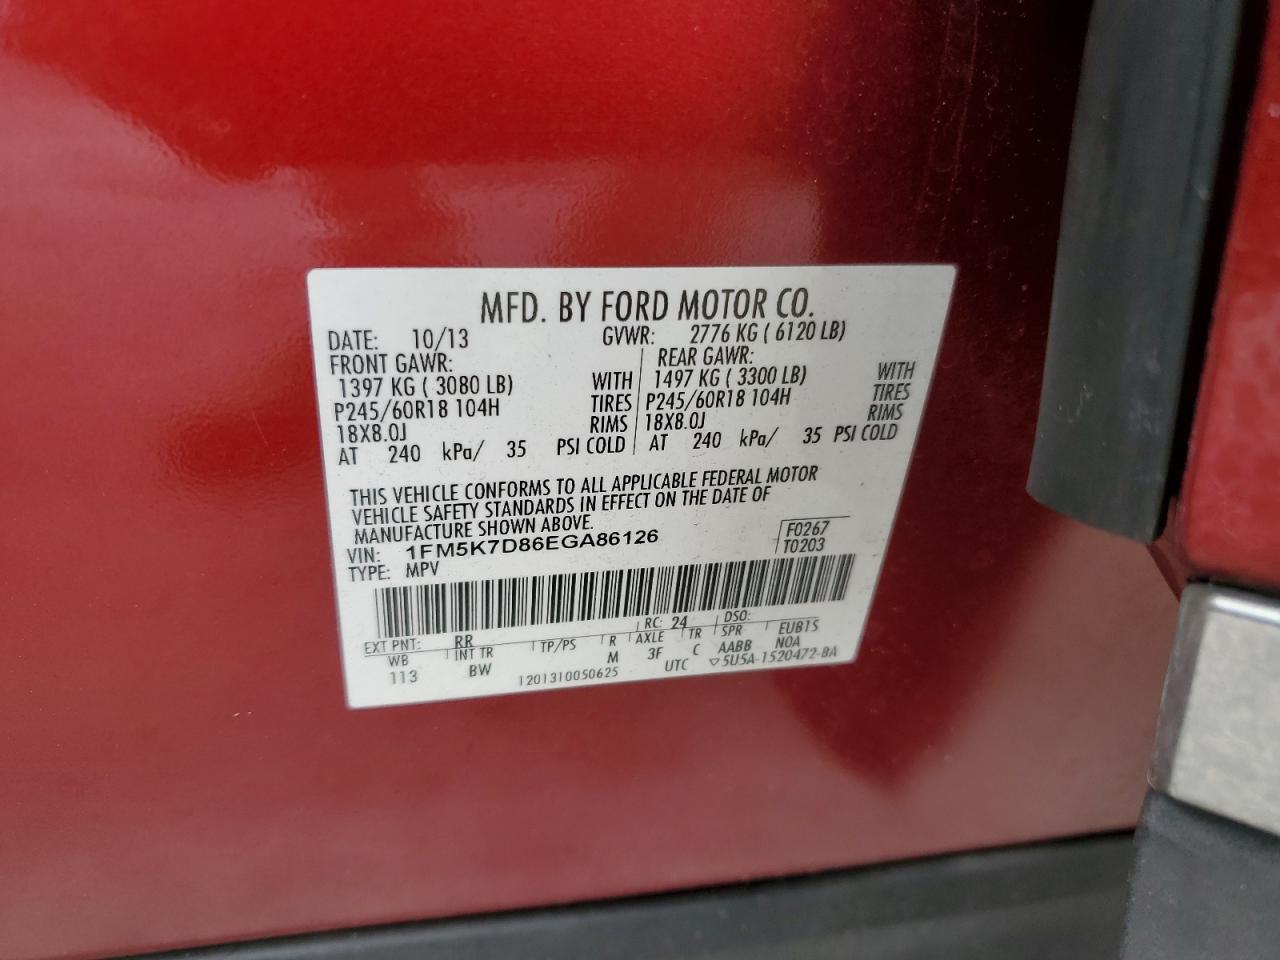 MFD. BY FORD MOTOR CO.
DATE: 10/13 GVWR: 2776 KG ( 6120 LB)
FRONT GAWR: REAR GAWR:
1397 KG ( 3080 LB) WITH 1497 KG ( 3300 LB) WITH
P245/60R18 104H TIRES P245/60R18 104H TIRES
18X8.0J RIMS 18X8.0J RIMS
AT 240 kPa/ 35 PSI COLD AT 240 kPa/ 35 PSI COLD
THIS VEHICLE CONFORMS TO ALL APPLICABLE FEDERAL MOTOR
VEHICLE SAFETY STANDARDS IN EFFECT ON THE DATE OF
MANUFACTURE SHOWN ABOVE.
VIN: 1FM5K7D86EGA86126 F0267
TYPE: MPV T0203
EXT PNT: RR RC: 24 DSO:
WB INT TR TP/PS R AXLE TR SPR EUB1S
113 BW M 3F C AABB N0A
1201310050625 UTC ▽5U5A-1520472-BA